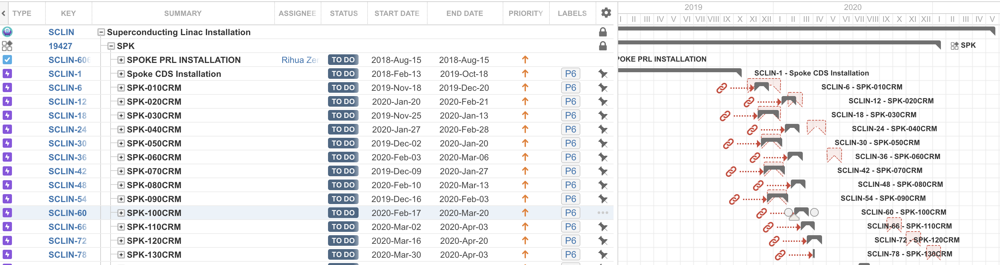 TYPE KEY SUMMARY ASSIGNEE STATUS START DATE END DATE PRIORITY LABELS 2019 2020
I II III IV V VI VII VIII IX X XI XII I II III IV V VI VII VIII IX X XI XII I II III IV V
SCLIN Superconducting Linac Installation
19427 SPK SPK
SCLIN-606 SPOKE PRL INSTALLATION Rihua Zer TO DO 2018-Aug-15 2018-Aug-15 POKE PRL INSTALLATION
SCLIN-1 Spoke CDS Installation TO DO 2018-Feb-13 2019-Oct-18 P6 SCLIN-1 - Spoke CDS Installation
SCLIN-6 SPK-010CRM TO DO 2019-Nov-18 2019-Dec-20 P6 SCLIN-6 - SPK-010CRM
SCLIN-12 SPK-020CRM TO DO 2020-Jan-20 2020-Feb-21 P6 SCLIN-12 - SPK-020CRM
SCLIN-18 SPK-030CRM TO DO 2019-Nov-25 2020-Jan-13 P6 SCLIN-18 - SPK-030CRM
SCLIN-24 SPK-040CRM TO DO 2020-Jan-27 2020-Feb-28 P6 SCLIN-24 - SPK-040CRM
SCLIN-30 SPK-050CRM TO DO 2019-Dec-02 2020-Jan-20 P6 SCLIN-30 - SPK-050CRM
SCLIN-36 SPK-060CRM TO DO 2020-Feb-03 2020-Mar-06 P6 SCLIN-36 - SPK-060CRM
SCLIN-42 SPK-070CRM TO DO 2019-Dec-09 2020-Jan-27 P6 SCLIN-42 - SPK-070CRM
SCLIN-48 SPK-080CRM TO DO 2020-Feb-10 2020-Mar-13 P6 SCLIN-48 - SPK-080CRM
SCLIN-54 SPK-090CRM TO DO 2019-Dec-16 2020-Feb-03 P6 SCLIN-54 - SPK-090CRM
SCLIN-60 SPK-100CRM TO DO 2020-Feb-17 2020-Mar-20 P6 SCLIN-60 - SPK-100CRM
SCLIN-66 SPK-110CRM TO DO 2020-Mar-02 2020-Apr-03 P6 SCLIN-66 - SPK-110CRM
SCLIN-72 SPK-120CRM TO DO 2020-Mar-16 2020-Apr-20 P6 SCLIN-72 - SPK-120CRM
SCLIN-78 SPK-130CRM TO DO 2020-Mar-30 2020-Apr-03 P6 SCLIN-78 - SPK-130CRM